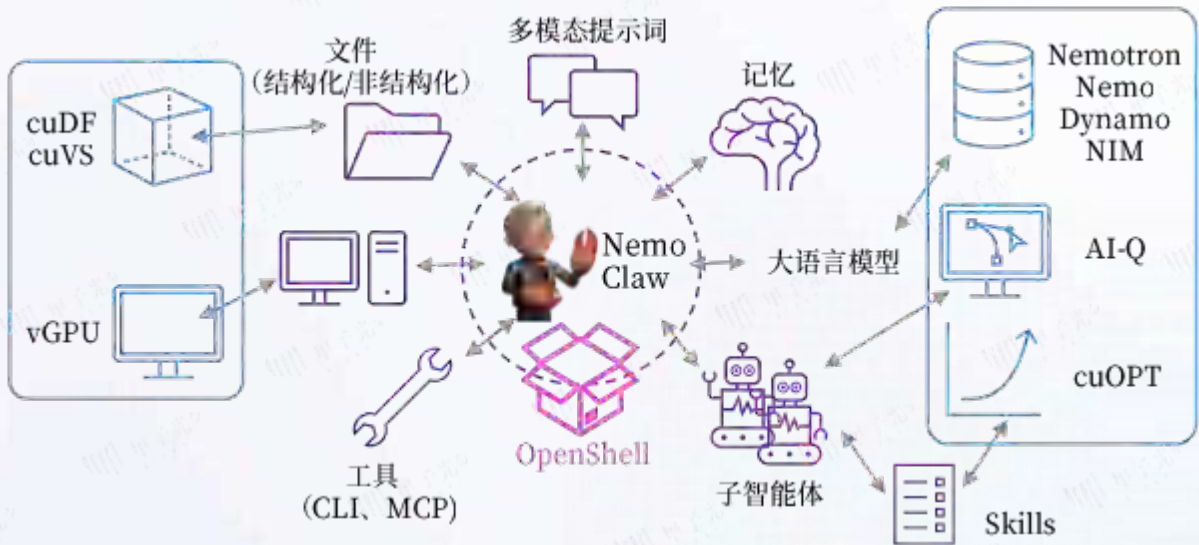 多模态提示词
文件
（结构化/非结构化）
记忆
cuDF
cuVS
Nemotron
Nemo
Dynamo
NIM
Nemo
Claw
大语言模型
AI-Q
vGPU
cuOPT
OpenShell
工具
(CLI、MCP)
子智能体
Skills